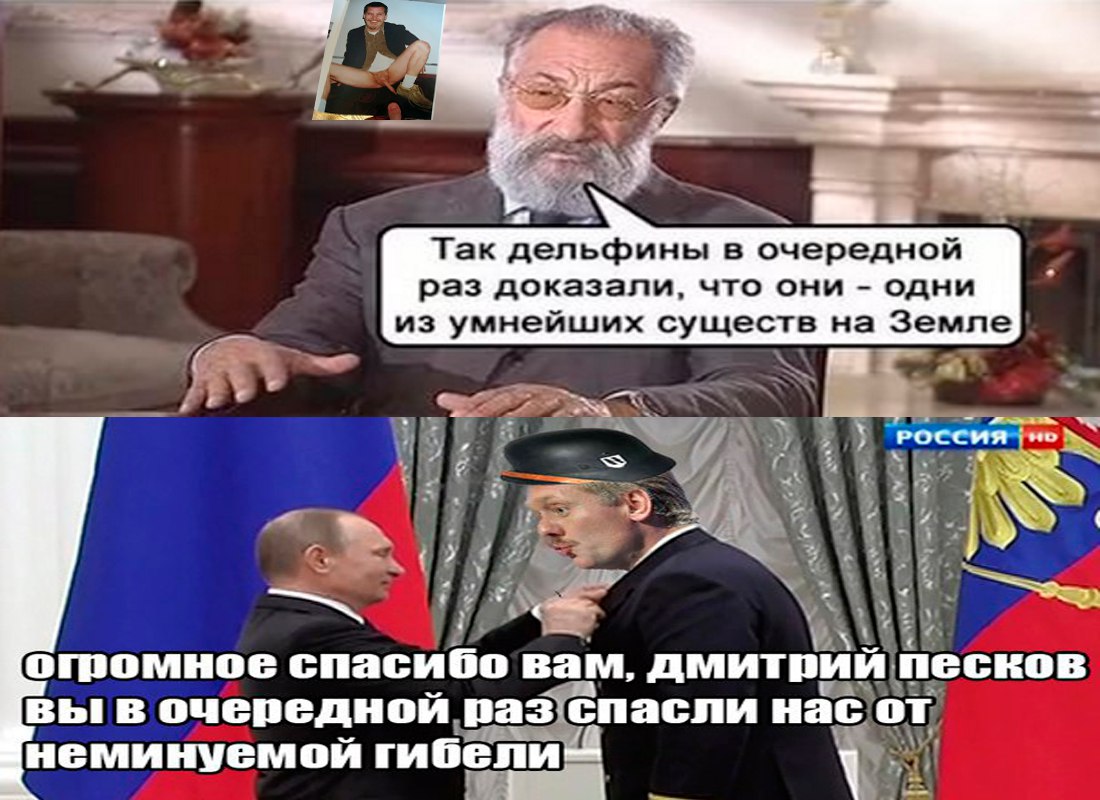 Так дельфины в очередной
раз доказали, что они - одни
из умнейших существ на Земле
РОССИЯ HD
огромное спасибо вам, дмитрий песков
вы в очередной раз спасли нас от
неминуемой гибели